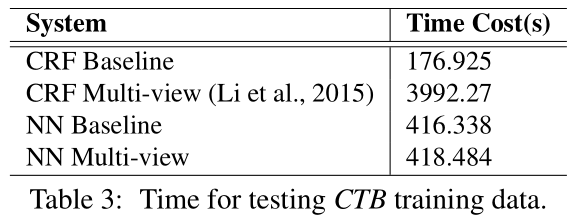 System Time Cost(s)
CRF Baseline 176.925
CRF Multi-view (Li et al., 2015) 3992.27
NN Baseline 416.338
NN Multi-view 418.484
Table 3: Time for testing CTB training data.